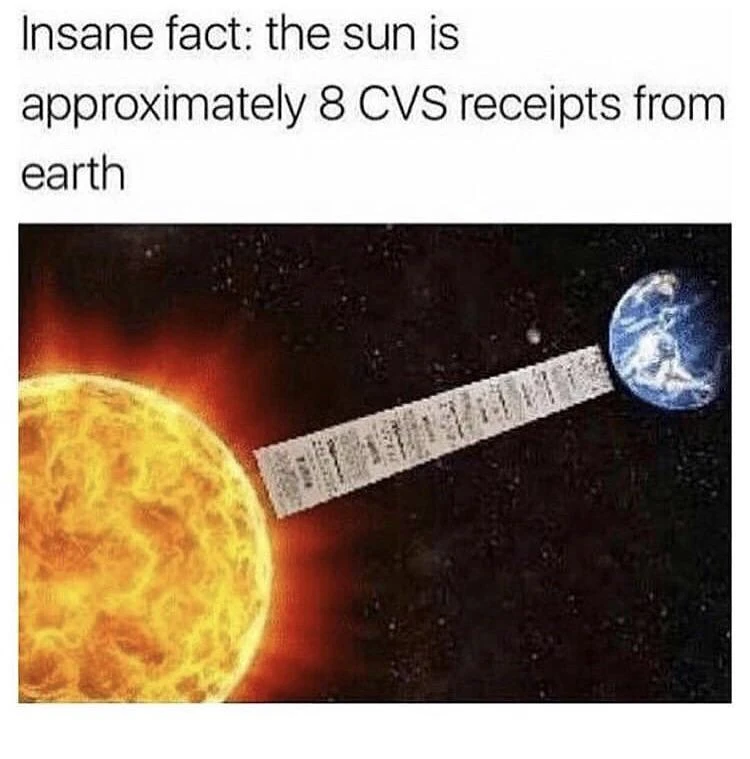 Insane fact: the sun is
approximately 8 CVS receipts from
earth